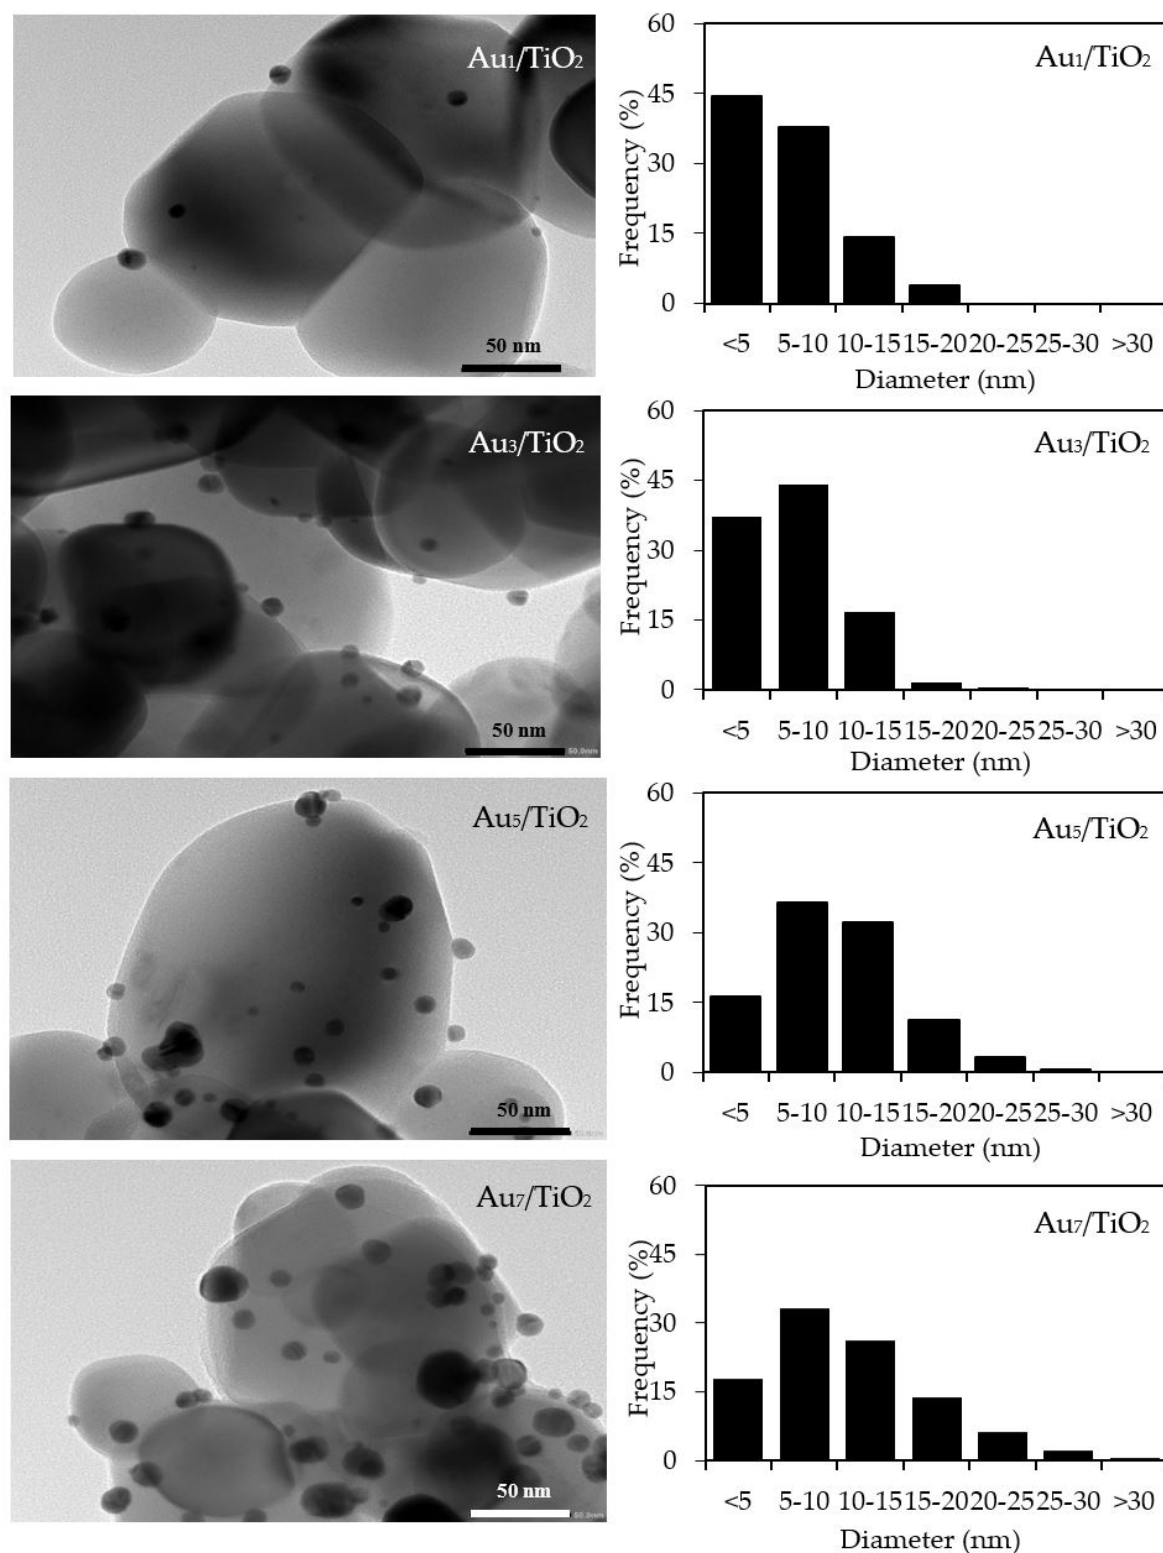 Au₁/TiO₂
50 nm
Au₁/TiO₂
Frequency (%)
60
45
30
15
0
<5 5-10 10-15 15-20 20-25 25-30 >30
Diameter (nm)
Au₃/TiO₂
50 nm
50.0nm
Au₃/TiO₂
Frequency (%)
60
45
30
15
0
<5 5-10 10-15 15-20 20-25 25-30 >30
Diameter (nm)
Au₅/TiO₂
50 nm
Au₅/TiO₂
Frequency (%)
60
45
30
15
0
<5 5-10 10-15 15-20 20-25 25-30 >30
Diameter (nm)
Au₇/TiO₂
50 nm
50.0nm
Au₇/TiO₂
Frequency (%)
60
45
30
15
0
<5 5-10 10-15 15-20 20-25 25-30 >30
Diameter (nm)